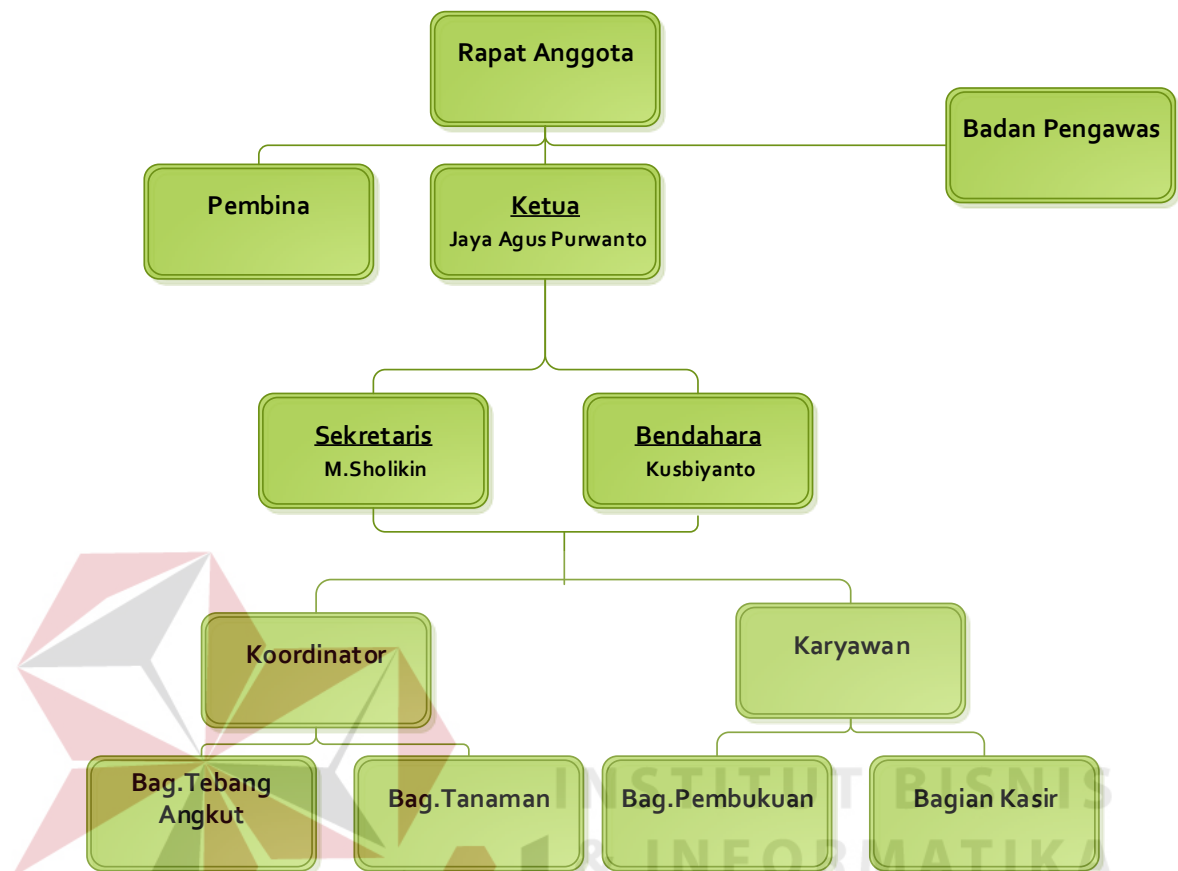 Rapat Anggota
Badan Pengawas
Pembina
Ketua
Jaya Agus Purwanto
Sekretaris
M.Sholikin
Bendahara
Kusbiyanto
Koordinator
Karyawan
Bag.Tebang
Angkut
Bag.Tanaman
Bag.Pembukuan
Bagian Kasir
INSTITUT BISNIS
& INFORMATIKA